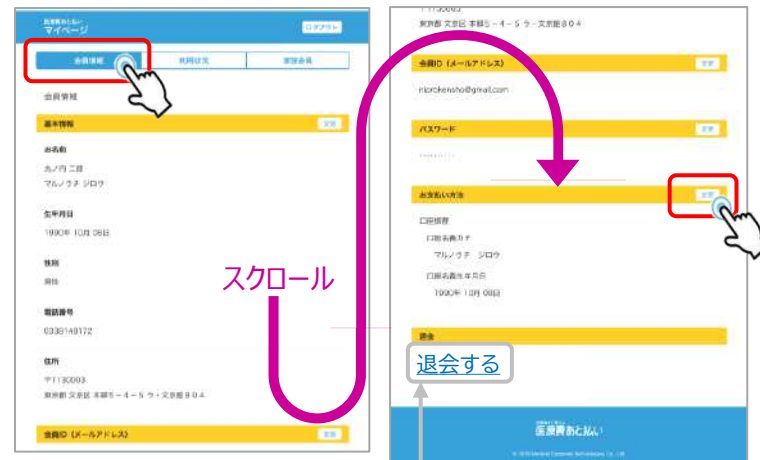 医療費あと払い
マイページ
ログアウト
会員情報
利用状況
家族会員
会員情報
基本情報
変更
お名前
丸ノ内 二郎
マルノウチ ジロウ
生年月日
1990年 10月 08日
性別
男性
電話番号
0338148172
住所
〒1130003
東京都 文京区 本郷5-4-5 ラ・文京館804
会員ID (メールアドレス)
変更
スクロール
〒1130003
東京都 文京区 本郷5-4-5 ラ・文京館804
会員ID (メールアドレス)
変更
パスワード
変更
お支払い方法
変更
口座振替
口座名義カナ
マルノウチ ジロウ
口座名義生年月日
1990年 10月 08日
退会
退会する
医療費あと払い